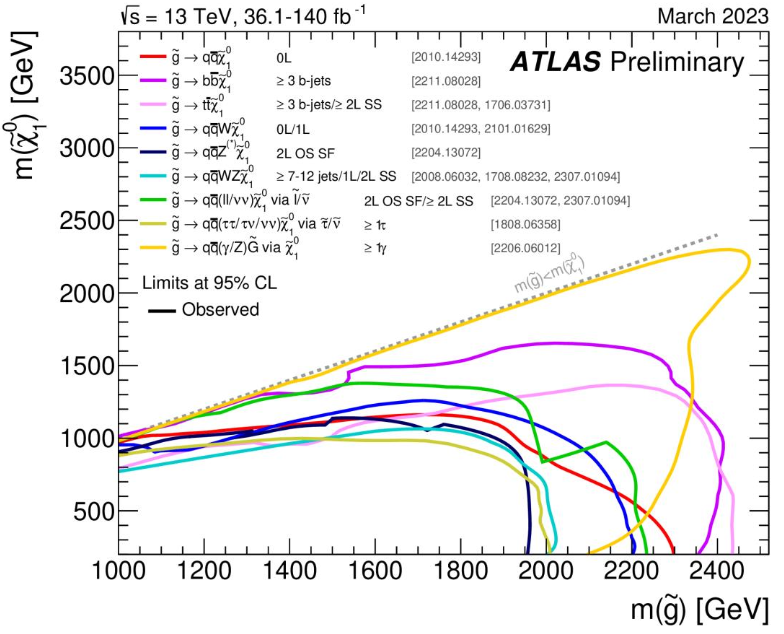 √s = 13 TeV, 36.1-140 fb⁻¹ March 2023
ATLAS Preliminary
g̃ → qq̄χ̃₁⁰ 0L [2010.14293]
g̃ → bb̄χ̃₁⁰ ≥ 3 b-jets [2211.08028]
g̃ → tt̄χ̃₁⁰ ≥ 3 b-jets/≥ 2L SS [2211.08028, 1706.03731]
g̃ → qq̄Wχ̃₁⁰ 0L/1L [2010.14293, 2101.01629]
g̃ → qq̄Z⁽*⁾χ̃₁⁰ 2L OS SF [2204.13072]
g̃ → qq̄WZχ̃₁⁰ ≥ 7-12 jets/1L/2L SS [2008.06032, 1708.08232, 2307.01094]
g̃ → qq̄(ll/νν)χ̃₁⁰ via l̃/ν̃ 2L OS SF/≥ 2L SS [2204.13072, 2307.01094]
g̃ → qq̄(ττ/τν/νν)χ̃₁⁰ via τ̃/ν̃ ≥ 1τ [1808.06358]
g̃ → qq̄(γ/Z)G̃ via χ̃₁⁰ ≥ 1γ [2206.06012]
Limits at 95% CL
Observed
m(g̃)<m(χ̃₁⁰)
m(χ̃₁⁰) [GeV]
3500
3000
2500
2000
1500
1000
500
1000 1200 1400 1600 1800 2000 2200 2400
m(g̃) [GeV]